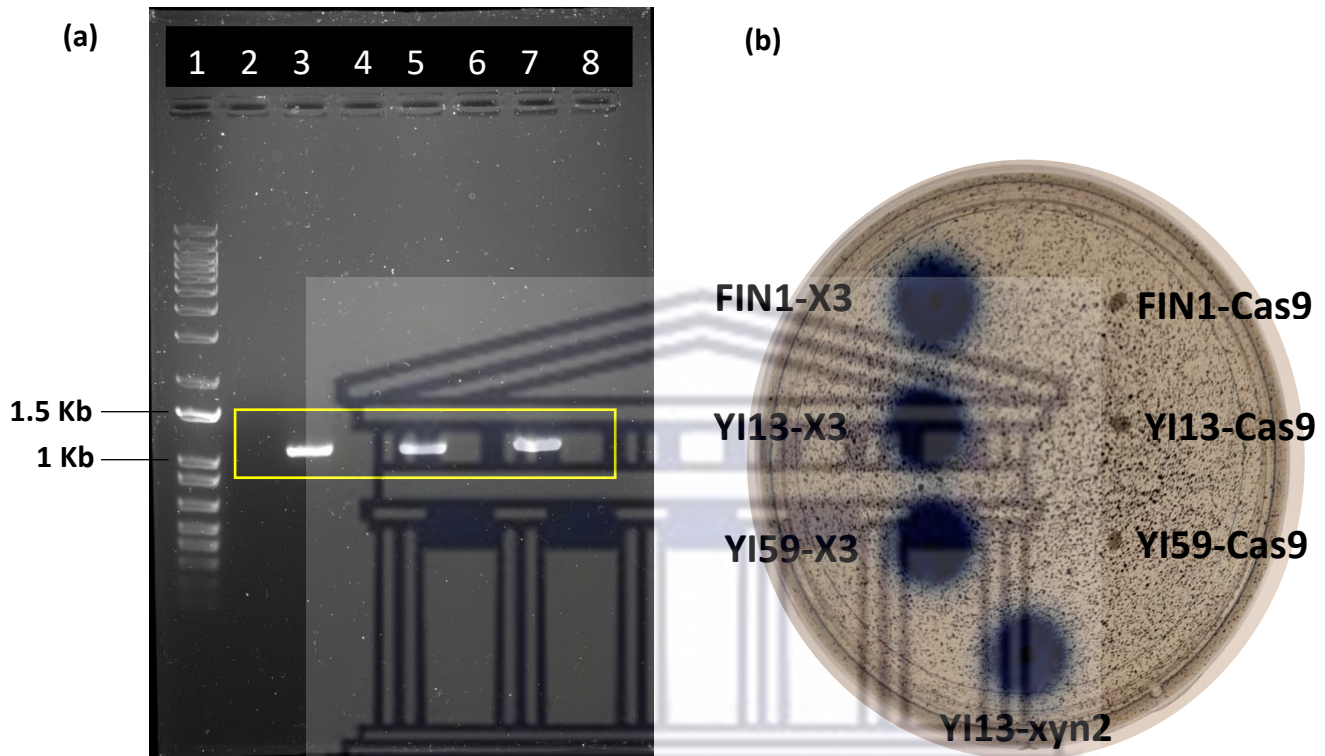 (a)
1 2 3 4 5 6 7 8
1.5 Kb
1 Kb
(b)
FIN1-X3
FIN1-Cas9
YI13-X3
YI13-Cas9
YI59-X3
YI59-Cas9
YI13-xyn2